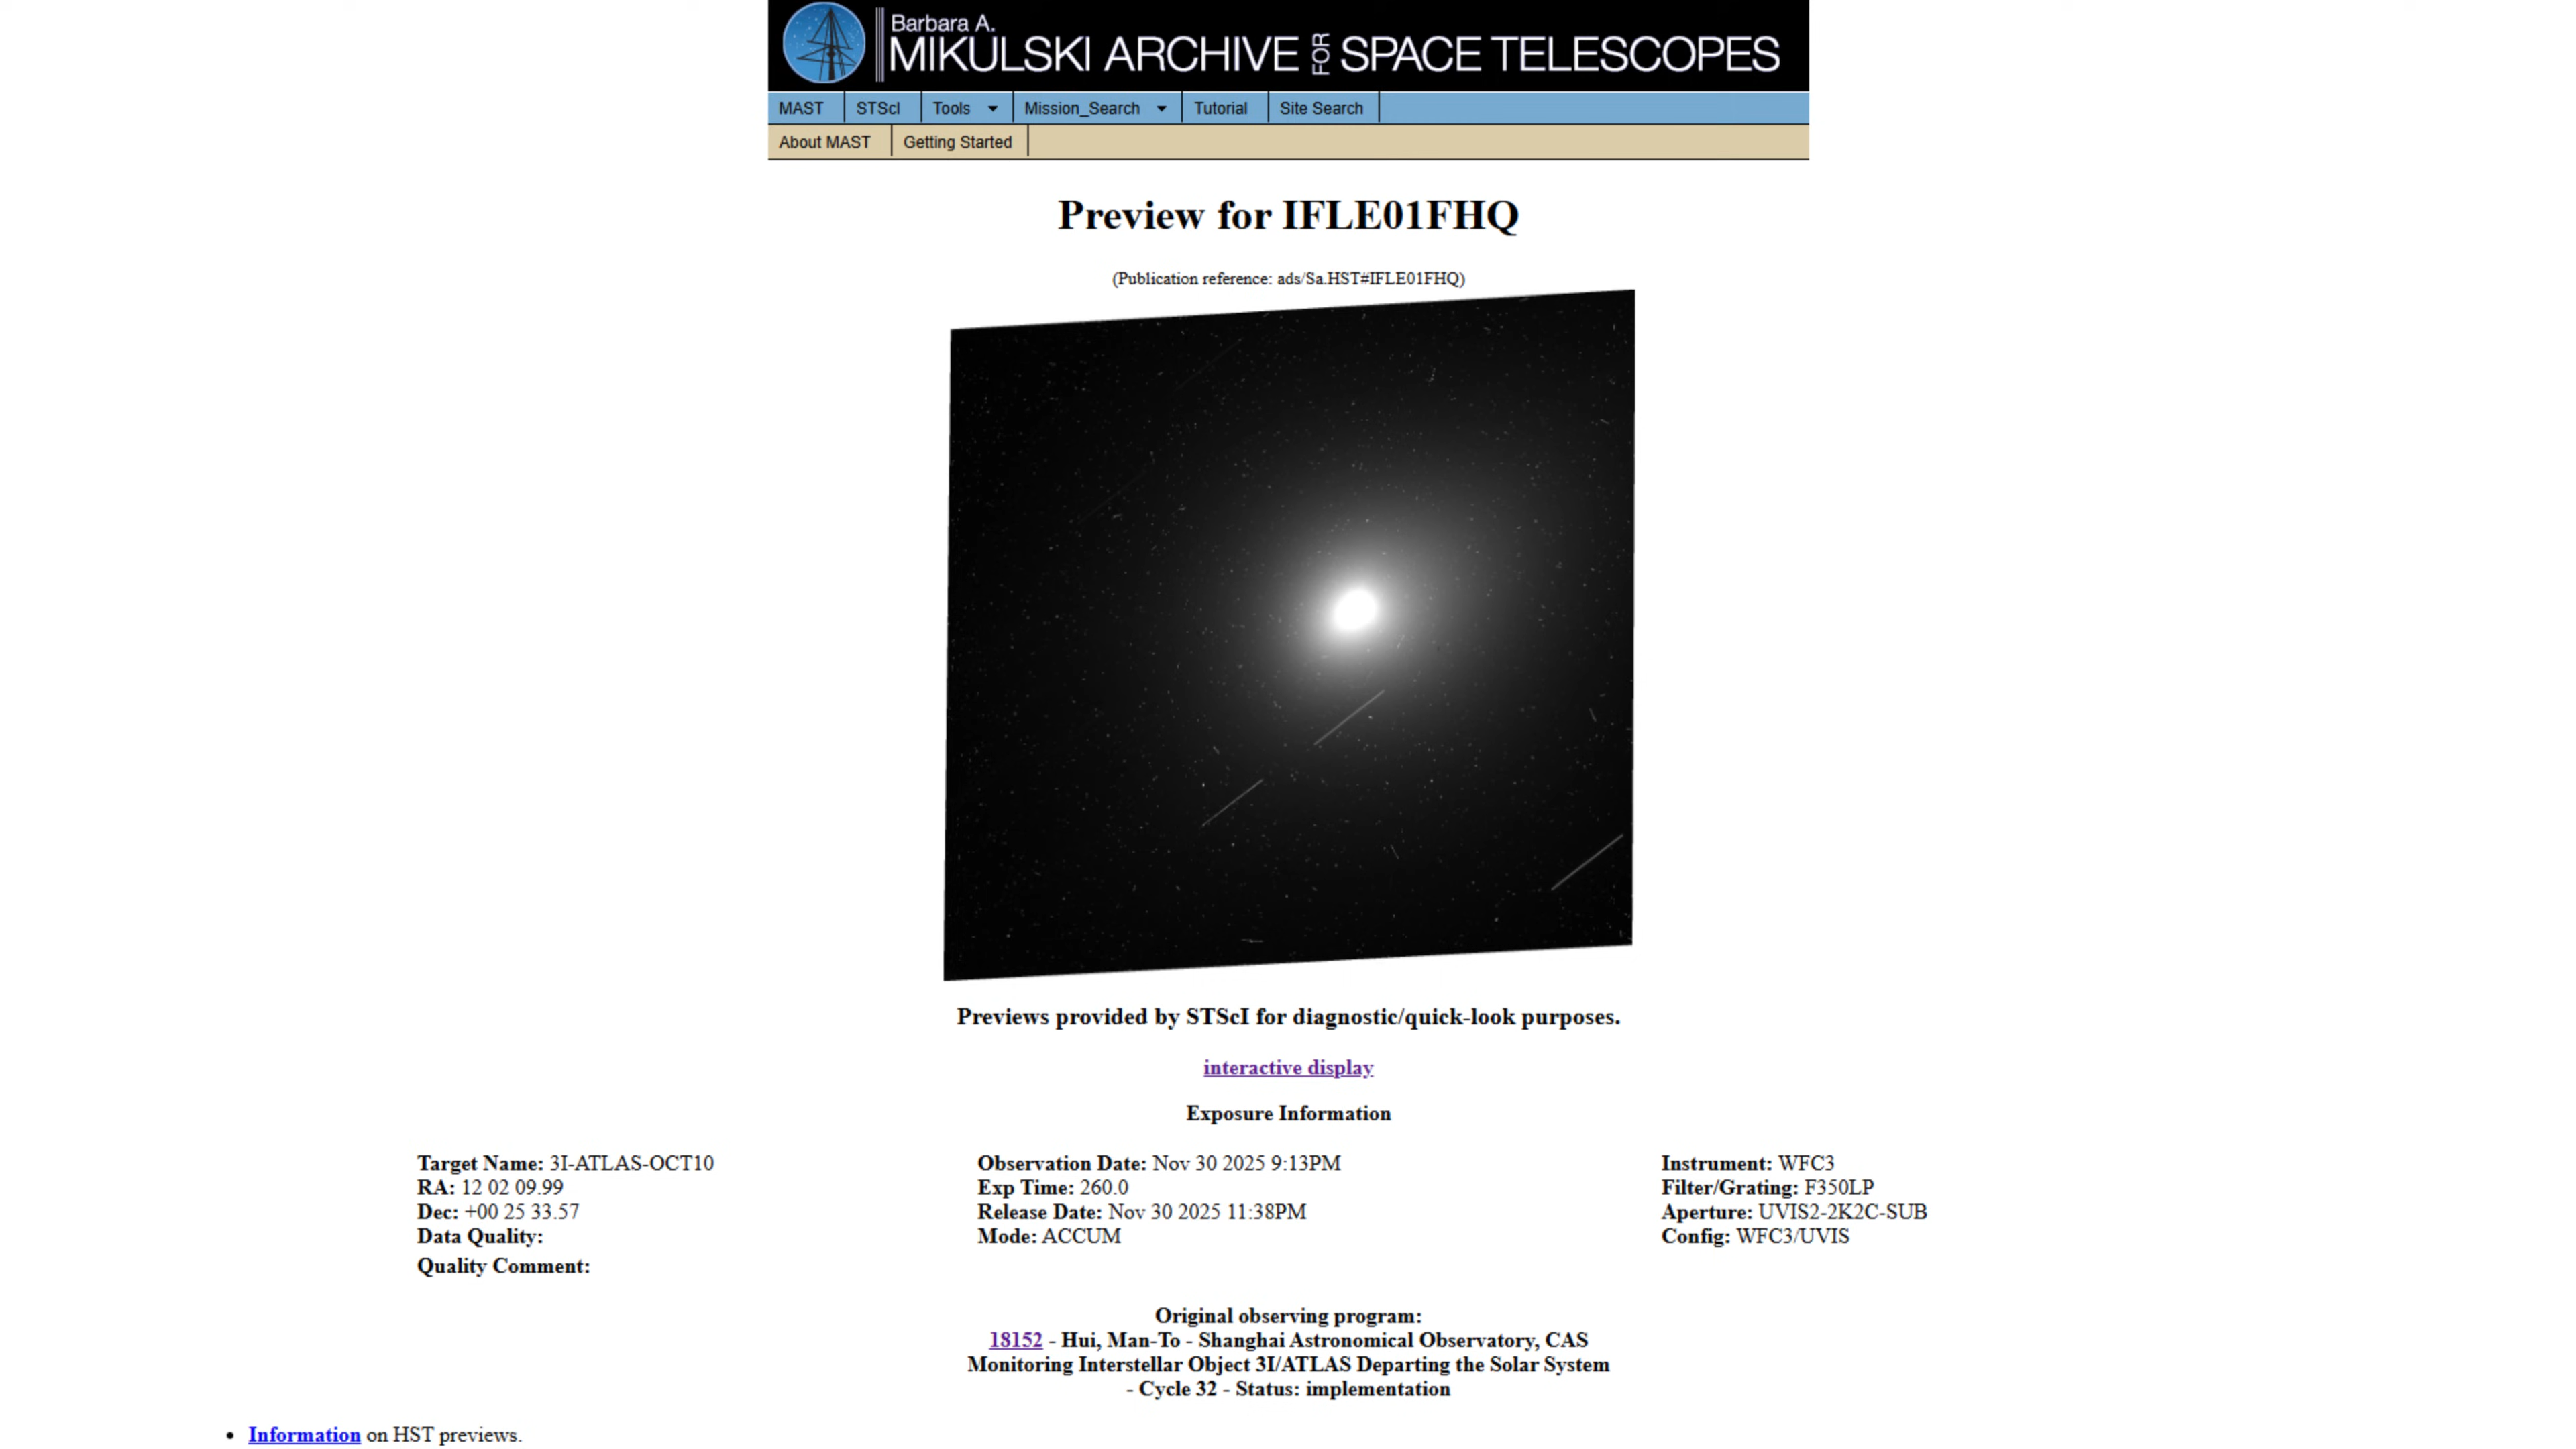 Barbara A.
MIKULSKI ARCHIVE FOR SPACE TELESCOPES
MAST STScI Tools Mission_Search Tutorial Site Search
About MAST Getting Started
Preview for IFLE01FHQ
(Publication reference: ads/Sa.HST#IFLE01FHQ)
Previews provided by STScI for diagnostic/quick-look purposes.
interactive display
Exposure Information
Target Name: 3I-ATLAS-OCT10 Observation Date: Nov 30 2025 9:13PM Instrument: WFC3
RA: 12 02 09.99 Exp Time: 260.0 Filter/Grating: F350LP
Dec: +00 25 33.57 Release Date: Nov 30 2025 11:38PM Aperture: UVIS2-2K2C-SUB
Data Quality: Mode: ACCUM Config: WFC3/UVIS
Quality Comment:
Original observing program:
18152 - Hui, Man-To - Shanghai Astronomical Observatory, CAS
Monitoring Interstellar Object 3I/ATLAS Departing the Solar System
- Cycle 32 - Status: implementation
• Information on HST previews.